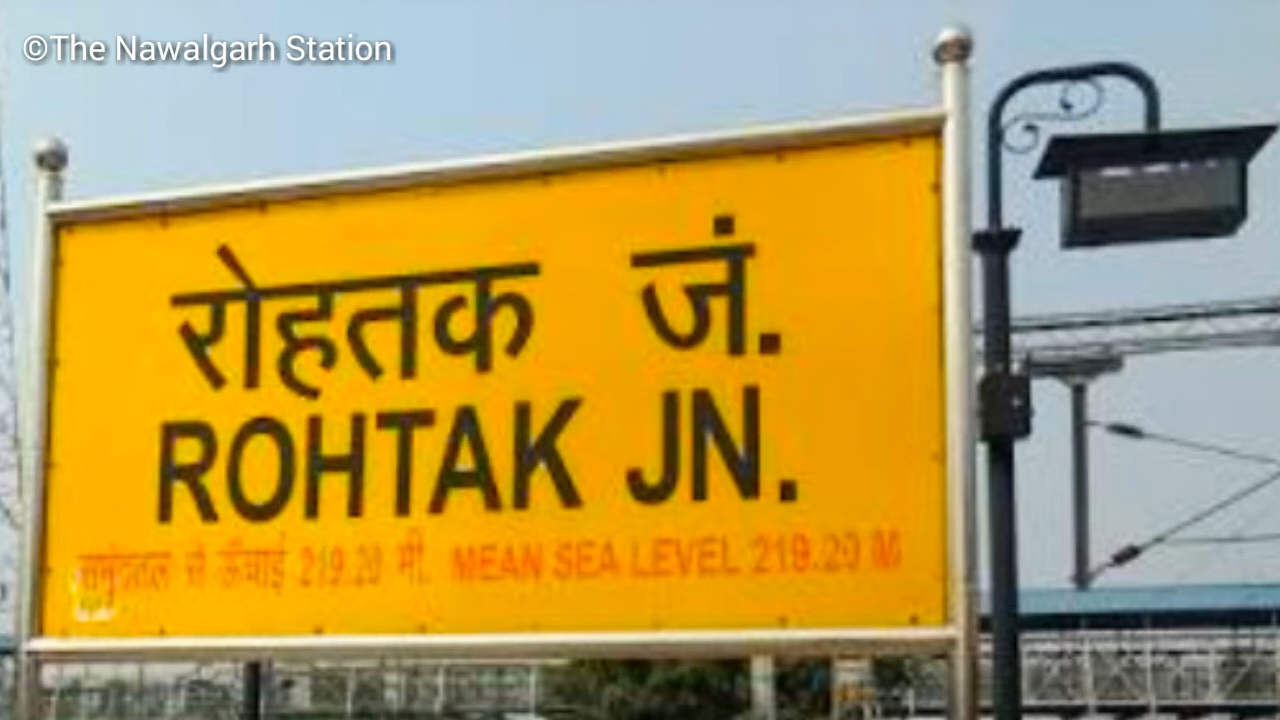 ©The Nawalgarh Station
रोहतक जं.
ROHTAK JN.
समुद्रतल से ऊँचाई 219.20 मी. MEAN SEA LEVEL 219.20 M